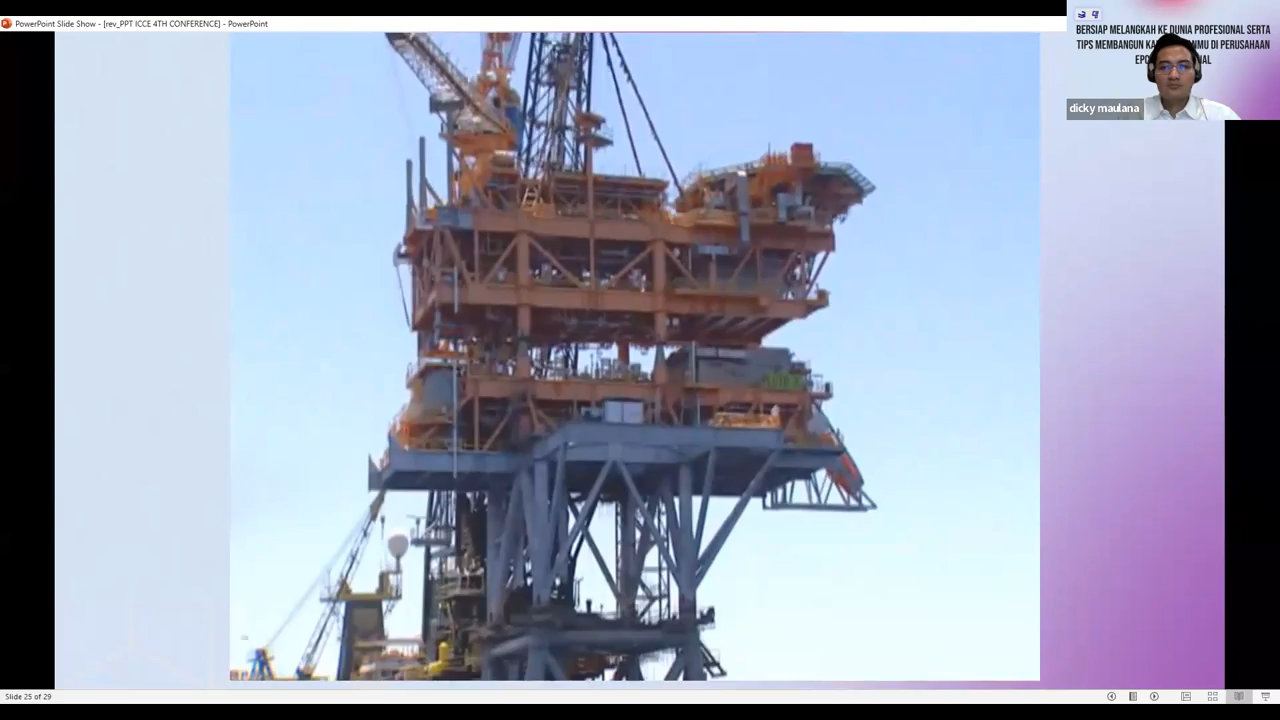 PowerPoint Slide Show - [rev_PPT ICCE 4TH CONFERENCE] - PowerPoint
BERSIAP MELANGKAH KE DUNIA PROFESIONAL SERTA
TIPS MEMBANGUN DI PERUSAHAAN
dicky maulana
Slide 25 of 29